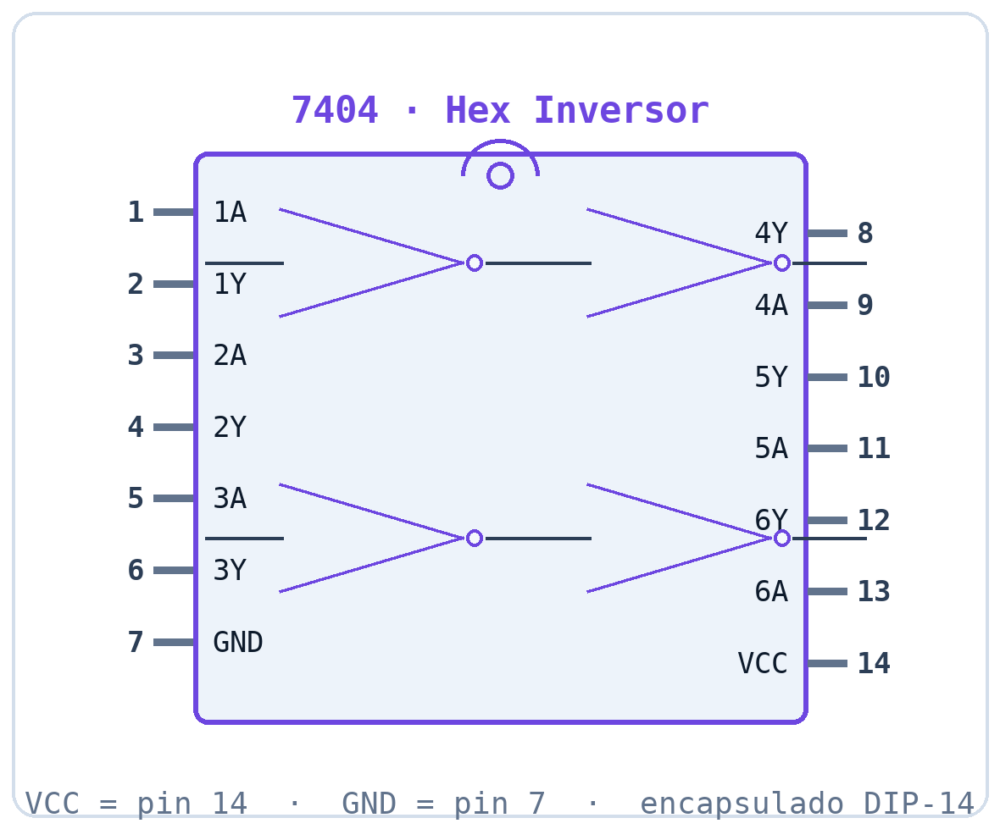 7404 · Hex Inversor
1 1A
4Y 8
2 1Y
4A 9
3 2A
5Y 10
4 2Y
5A 11
5 3A
6Y 12
6 3Y
6A 13
7 GND
VCC 14
VCC = pin 14 · GND = pin 7 · encapsulado DIP-14